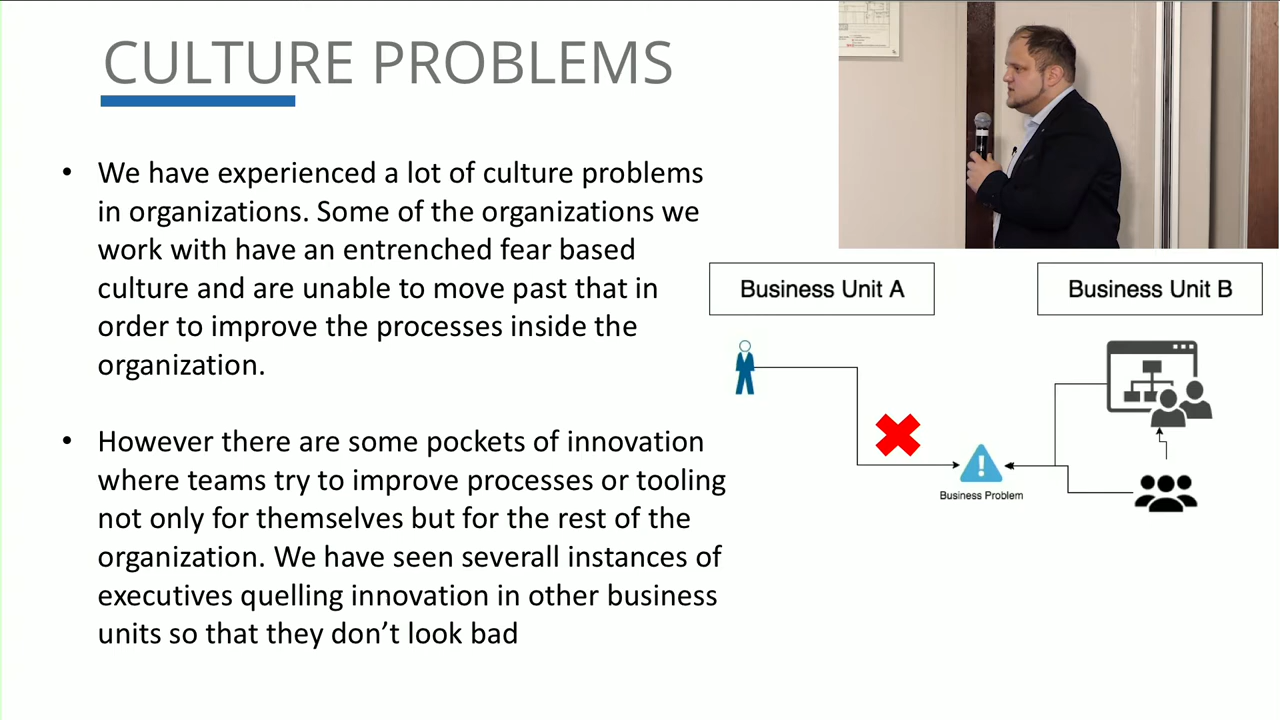 CULTURE PROBLEMS
• We have experienced a lot of culture problems
in organizations. Some of the organizations we
work with have an entrenched fear based
culture and are unable to move past that in
order to improve the processes inside the
organization.
• However there are some pockets of innovation
where teams try to improve processes or tooling
not only for themselves but for the rest of the
organization. We have seen severall instances of
executives quelling innovation in other business
units so that they don’t look bad
Business Unit A
Business Unit B
Business Problem